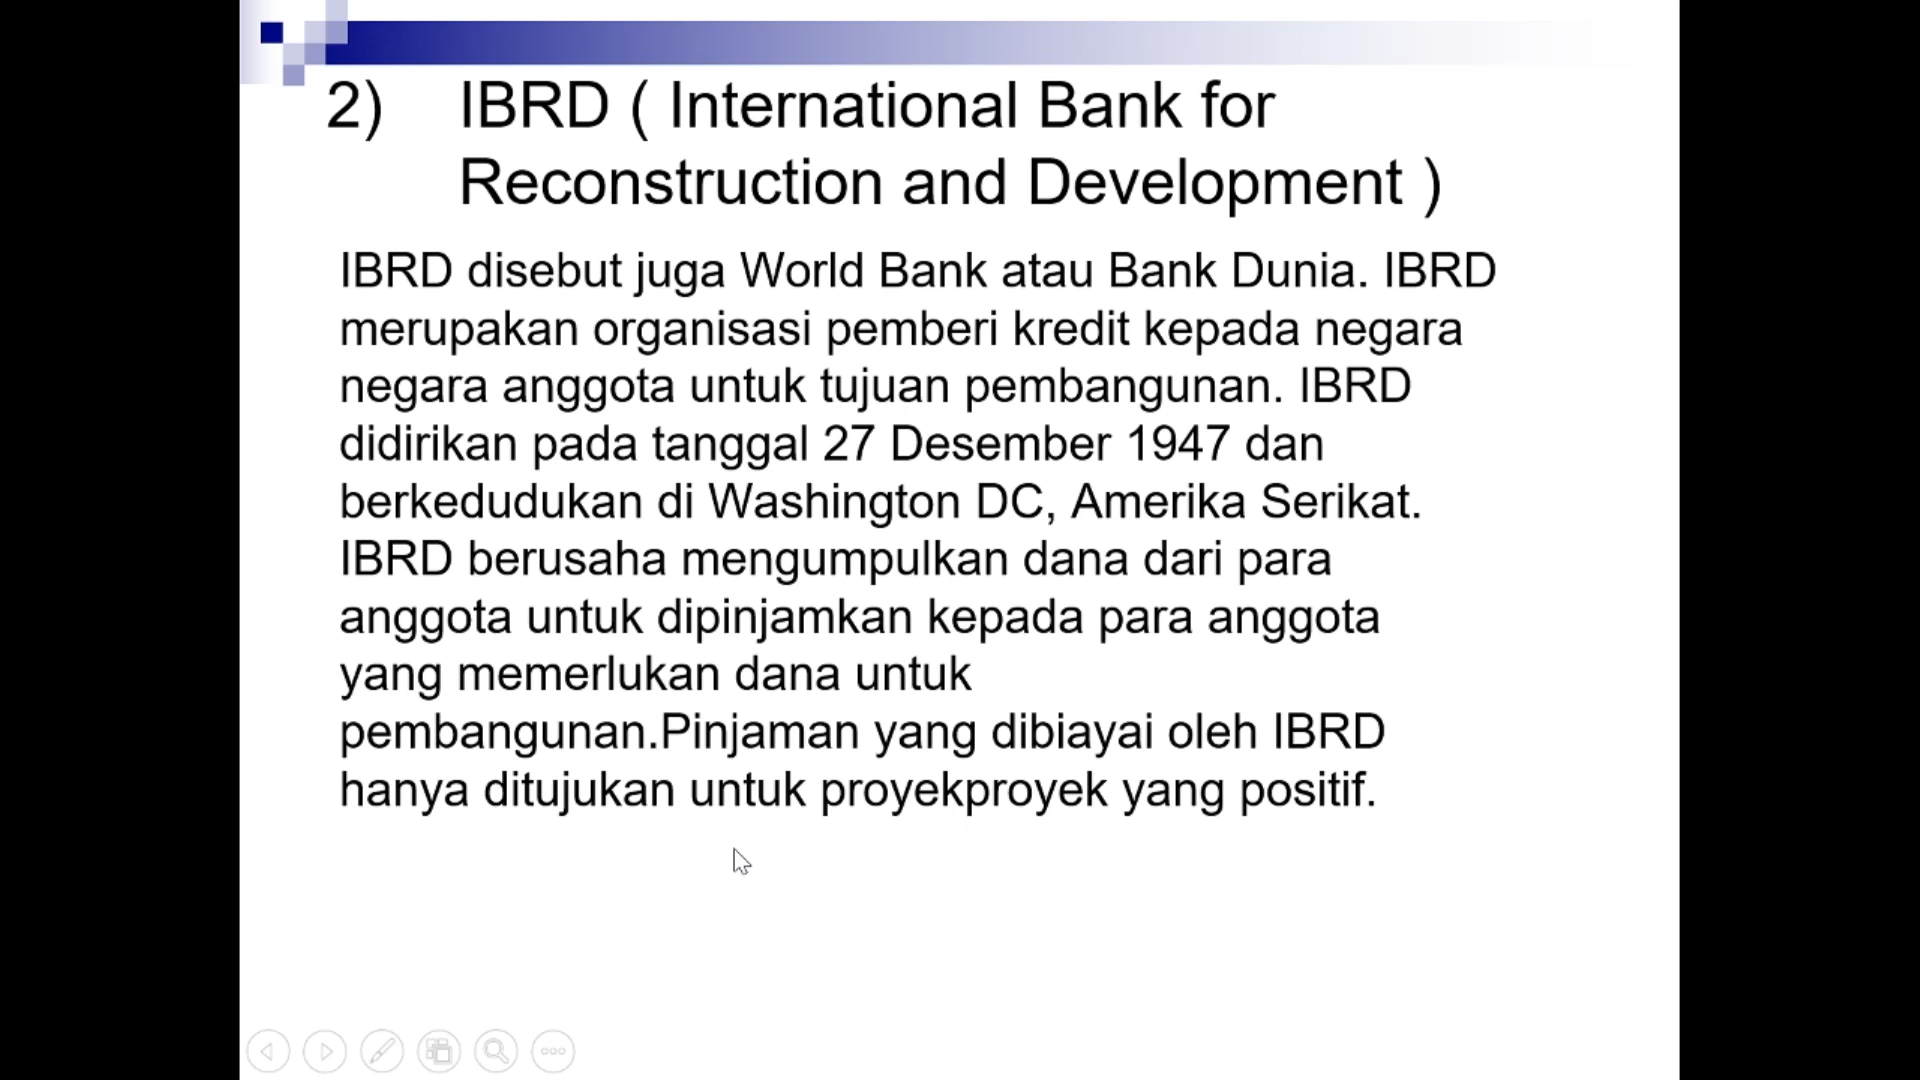 2) IBRD ( International Bank for
Reconstruction and Development )
IBRD disebut juga World Bank atau Bank Dunia. IBRD
merupakan organisasi pemberi kredit kepada negara
negara anggota untuk tujuan pembangunan. IBRD
didirikan pada tanggal 27 Desember 1947 dan
berkedudukan di Washington DC, Amerika Serikat.
IBRD berusaha mengumpulkan dana dari para
anggota untuk dipinjamkan kepada para anggota
yang memerlukan dana untuk
pembangunan.Pinjaman yang dibiayai oleh IBRD
hanya ditujukan untuk proyekproyek yang positif.